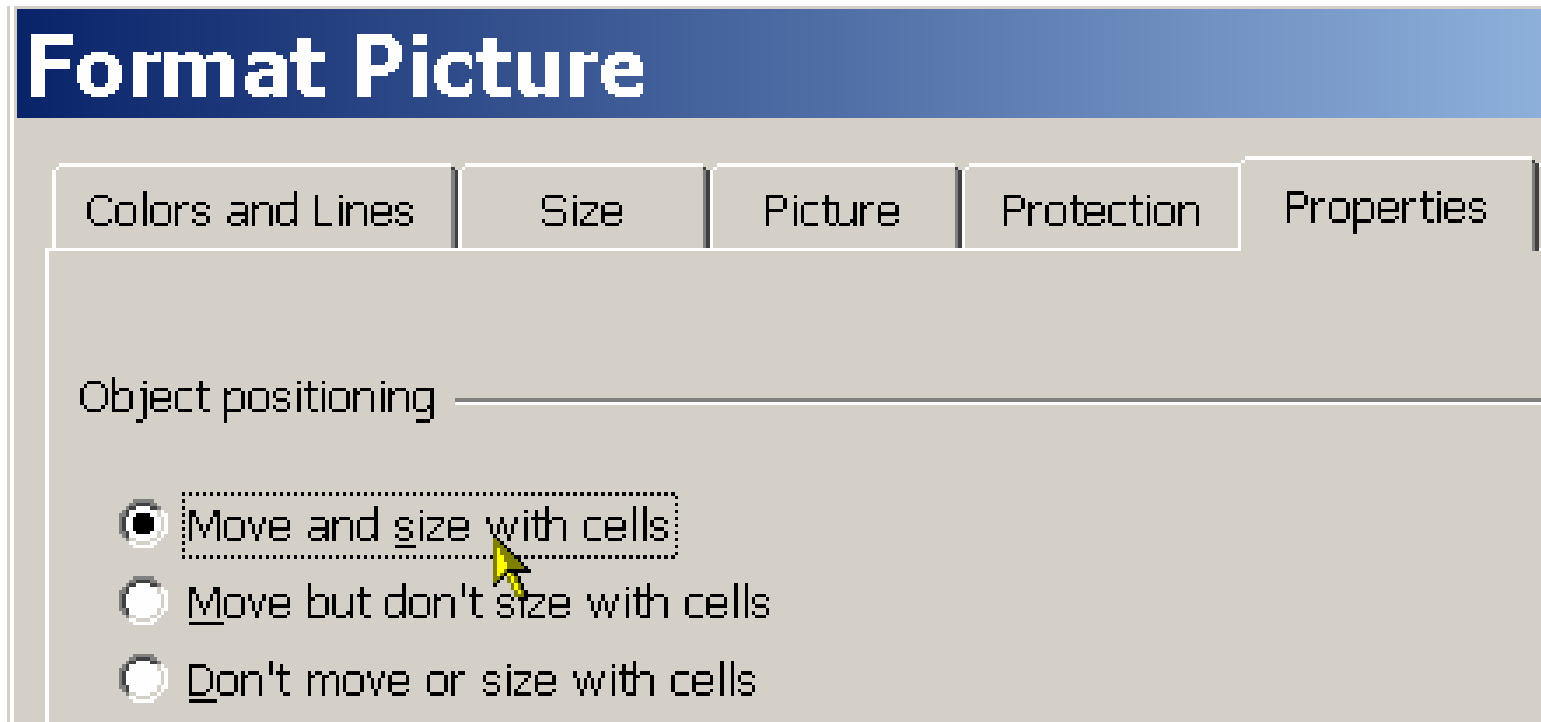 Format Picture
Colors and Lines Size Picture Protection Properties
Object positioning
Move and size with cells
Move but don't size with cells
Don't move or size with cells